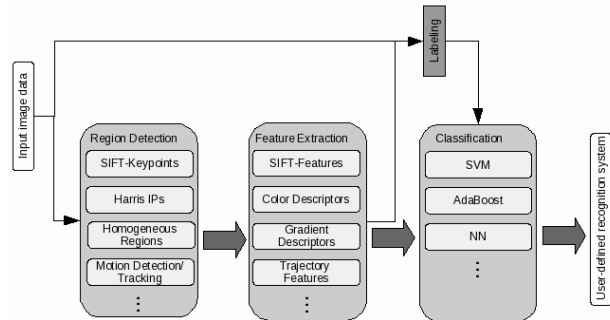 Labeling
Input image data
Region Detection
SIFT-Keypoints
Harris IPs
Homogeneous
Regions
Motion Detection/
Tracking
Feature Extraction
SIFT-Features
Color Descriptors
Gradient
Descriptors
Trajectory
Features
Classification
SVM
AdaBoost
NN
User-defined recognition system